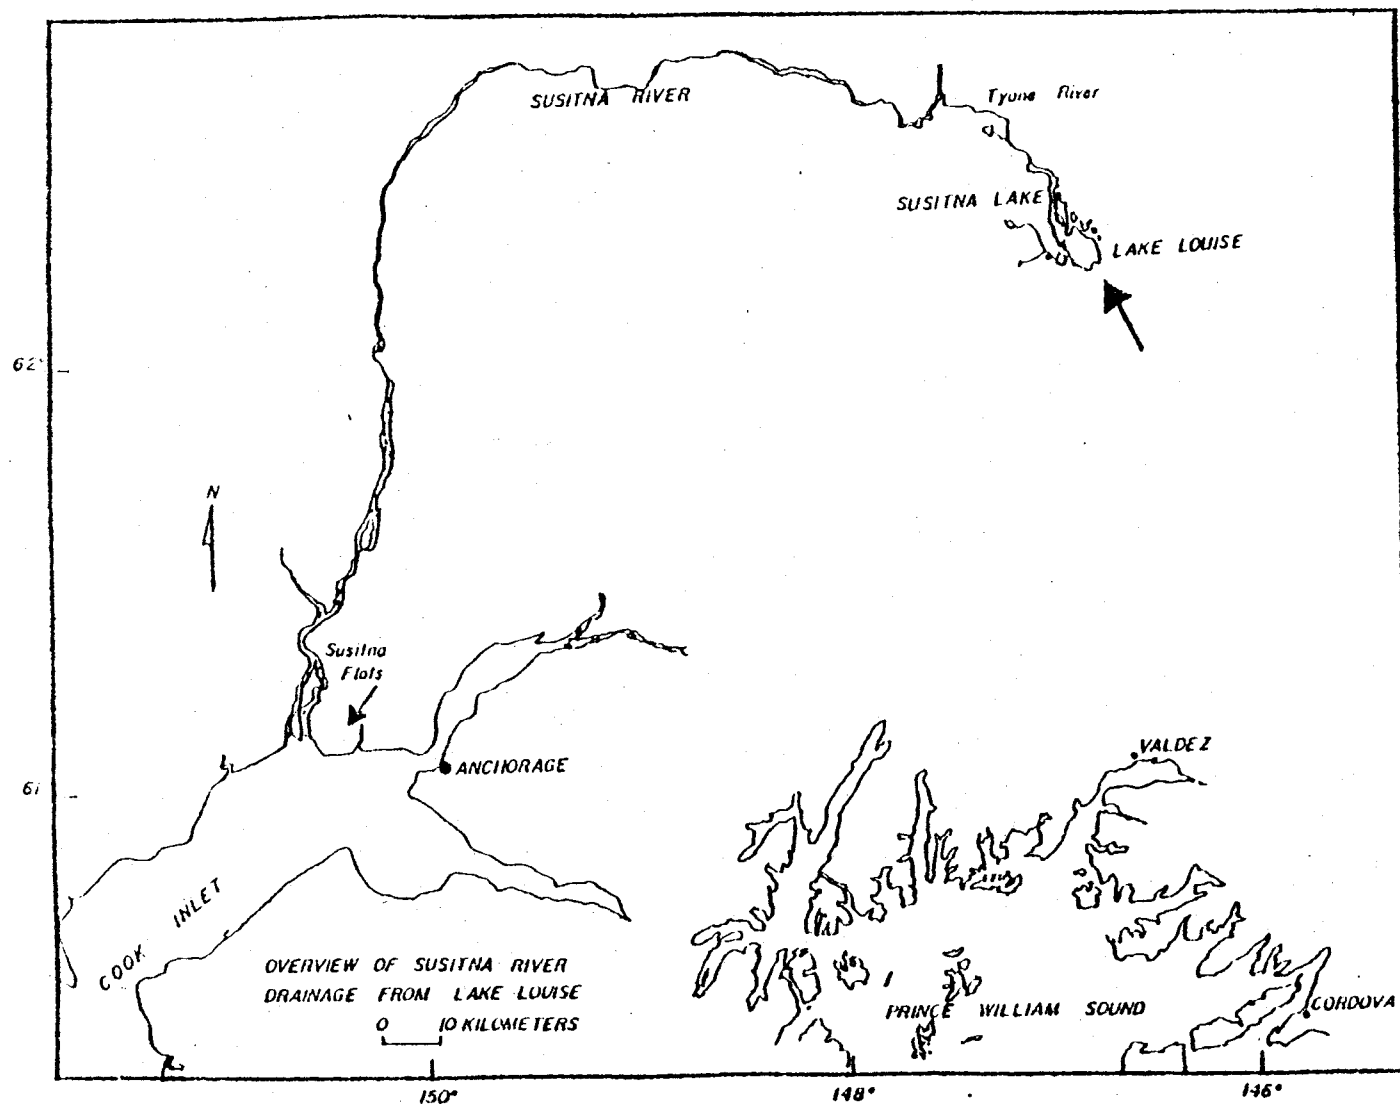 SUSITNA RIVER
Tyone River
SUSITNA LAKE
LAKE LOUISE
62°
N
Susitna
Flats
VALDEZ
ANCHORAGE
61
COOK INLET
OVERVIEW OF SUSITNA RIVER
DRAINAGE FROM LAKE LOUISE
0 10 KILOMETERS
PRINCE WILLIAM SOUND
CORDOVA
150°
148°
146°